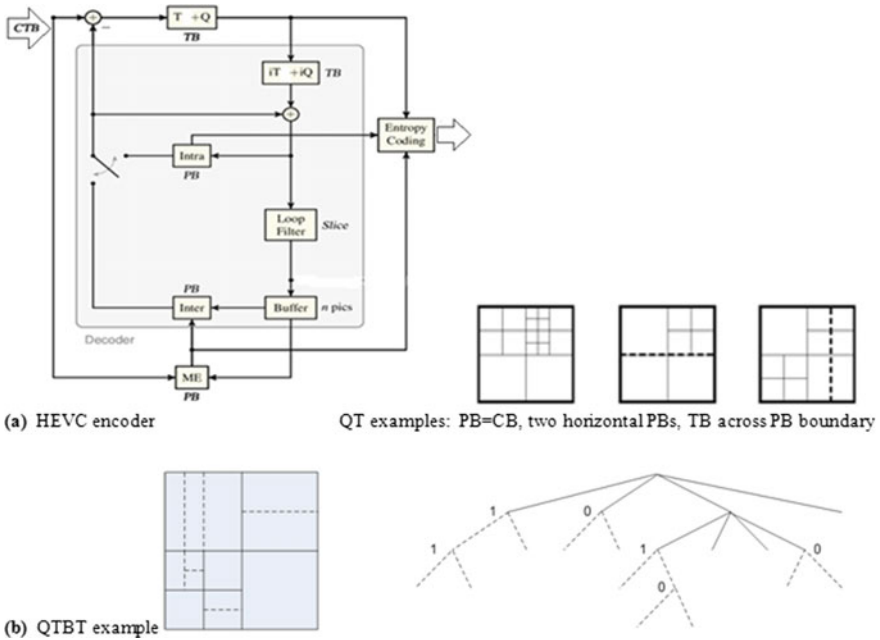 CTB
T +Q
TB
iT +iQ
TB
Entropy
Coding
Intra
PB
Loop
Filter
Slice
PB
Inter
Buffer
n pics
Decoder
ME
PB
(a) HEVC encoder
QT examples: PB=CB, two horizontal PBs, TB across PB boundary
1
0
1
1
0
0
(b) QTBT example